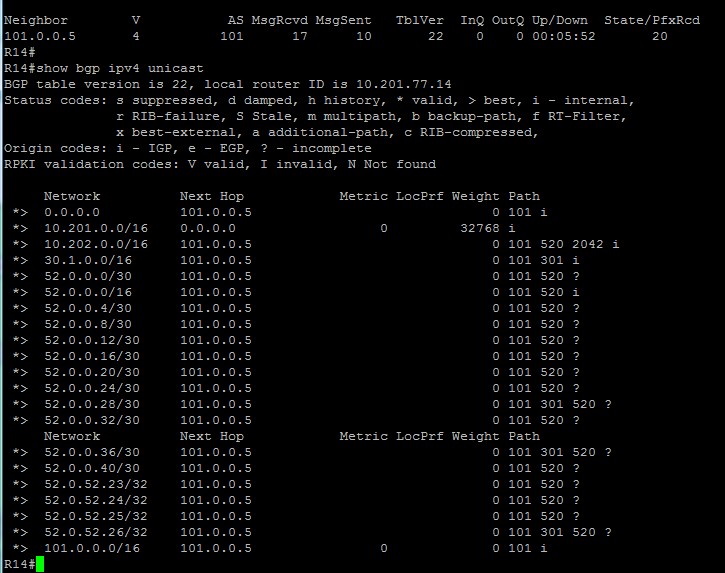 Neighbor        V           AS MsgRcvd MsgSent   TblVer  InQ OutQ Up/Down  State/PfxRcd
101.0.0.5       4          101      17      10       22    0    0 00:05:52       20
R14#
R14#show bgp ipv4 unicast
BGP table version is 22, local router ID is 10.201.77.14
Status codes: s suppressed, d damped, h history, * valid, > best, i - internal,
              r RIB-failure, S Stale, m multipath, b backup-path, f RT-Filter,
              x best-external, a additional-path, c RIB-compressed,
Origin codes: i - IGP, e - EGP, ? - incomplete
RPKI validation codes: V valid, I invalid, N Not found
     Network          Next Hop            Metric LocPrf Weight Path
 *>  0.0.0.0          101.0.0.5                              0 101 i
 *>  10.201.0.0/16    0.0.0.0                  0         32768 i
 *>  10.202.0.0/16    101.0.0.5                              0 101 520 2042 i
 *>  30.1.0.0/16      101.0.0.5                              0 101 301 i
 *>  52.0.0.0/30      101.0.0.5                              0 101 520 ?
 *>  52.0.0.0/16      101.0.0.5                              0 101 520 i
 *>  52.0.0.4/30      101.0.0.5                              0 101 520 ?
 *>  52.0.0.8/30      101.0.0.5                              0 101 520 ?
 *>  52.0.0.12/30     101.0.0.5                              0 101 520 ?
 *>  52.0.0.16/30     101.0.0.5                              0 101 520 ?
 *>  52.0.0.20/30     101.0.0.5                              0 101 520 ?
 *>  52.0.0.24/30     101.0.0.5                              0 101 520 ?
 *>  52.0.0.28/30     101.0.0.5                              0 101 301 520 ?
 *>  52.0.0.32/30     101.0.0.5                              0 101 520 ?
     Network          Next Hop            Metric LocPrf Weight Path
 *>  52.0.0.36/30     101.0.0.5                              0 101 301 520 ?
 *>  52.0.0.40/30     101.0.0.5                              0 101 520 ?
 *>  52.0.52.23/32    101.0.0.5                              0 101 520 ?
 *>  52.0.52.24/32    101.0.0.5                              0 101 520 ?
 *>  52.0.52.25/32    101.0.0.5                              0 101 520 ?
 *>  52.0.52.26/32    101.0.0.5                              0 101 301 520 ?
 *>  101.0.0.0/16     101.0.0.5                0             0 101 i
R14#